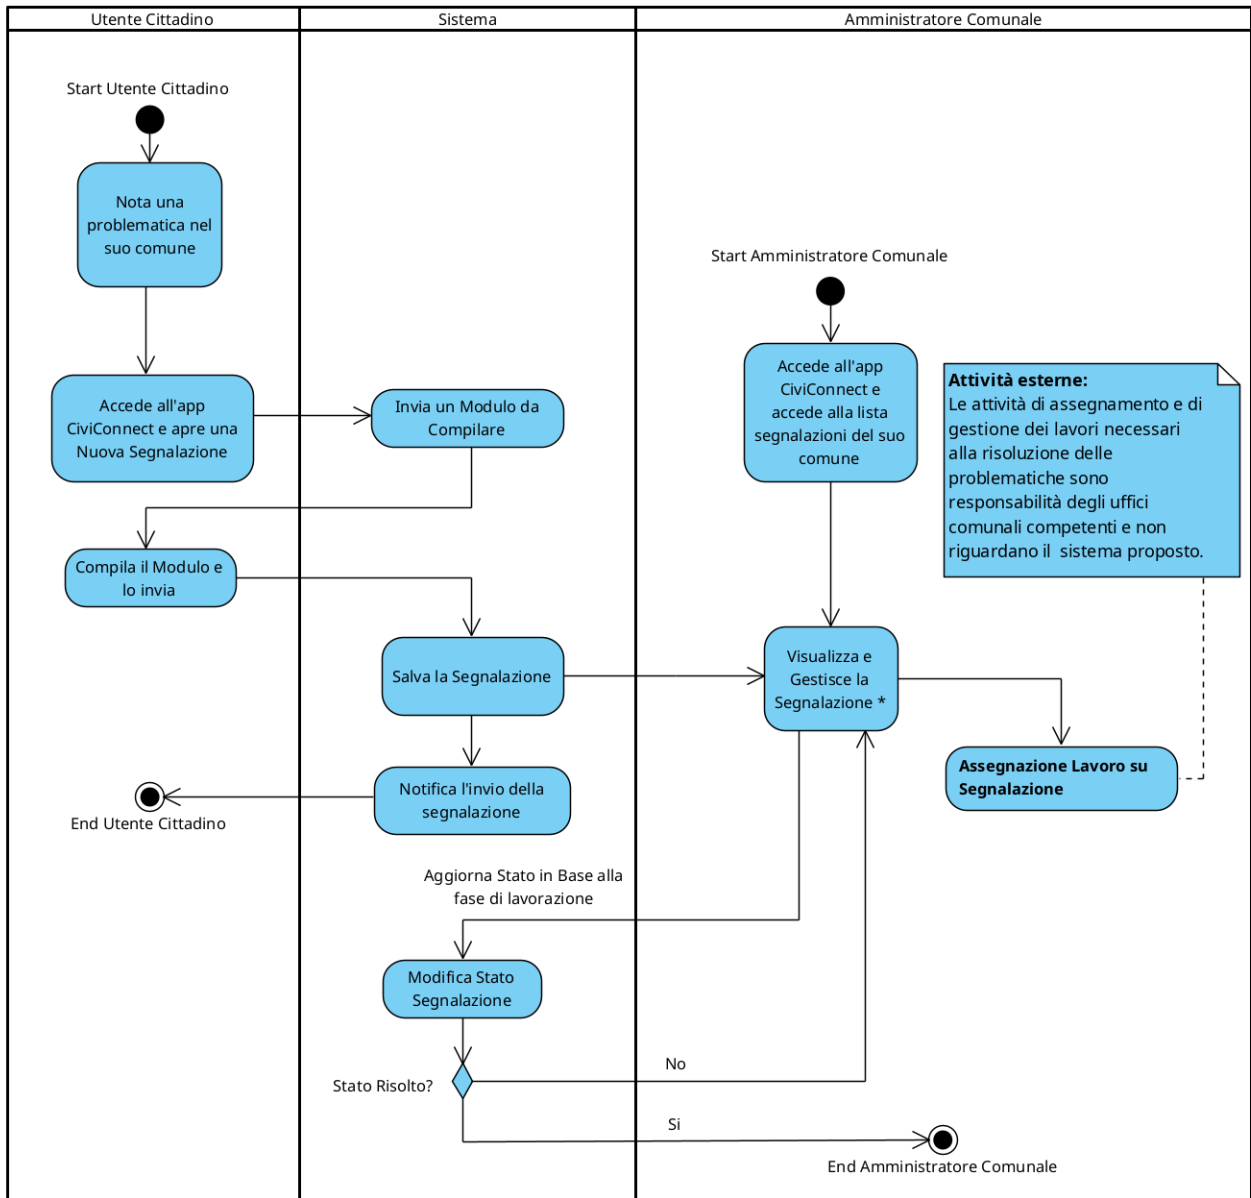 Utente Cittadino
Sistema
Amministratore Comunale
Start Utente Cittadino
Nota una
problematica nel
suo comune
Start Amministratore Comunale
Accede all'app
CiviConnect e
accede alla lista
segnalazioni del suo
comune
Attività esterne:
Le attività di assegnamento e di
gestione dei lavori necessari
alla risoluzione delle
problematiche sono
responsabilità degli uffici
comunali competenti e non
riguardano il  sistema proposto.
Accede all'app
CiviConnect e apre una
Nuova Segnalazione
Invia un Modulo da
Compilare
Compila il Modulo e
lo invia
Salva la Segnalazione
Visualizza e
Gestisce la
Segnalazione *
Assegnazione Lavoro su
Segnalazione
Notifica l'invio della
segnalazione
End Utente Cittadino
Aggiorna Stato in Base alla
fase di lavorazione
Modifica Stato
Segnalazione
Stato Risolto?
No
Si
End Amministratore Comunale